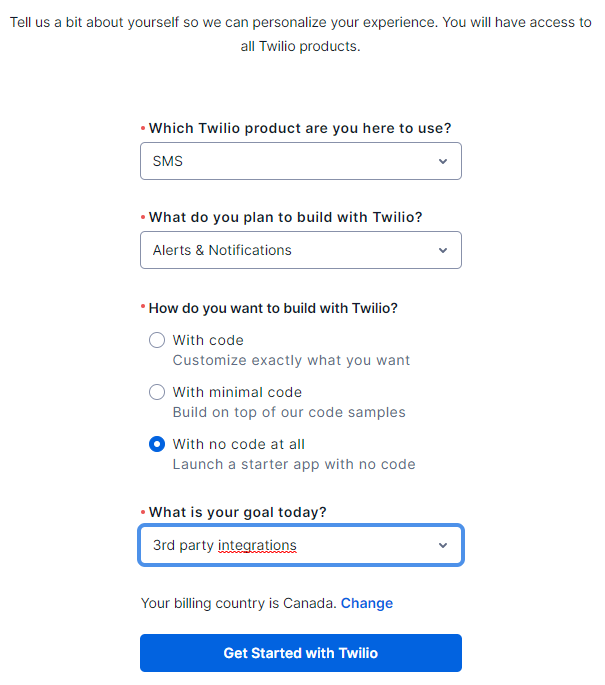 Tell us a bit about yourself so we can personalize your experience. You will have access to
all Twilio products.
* Which Twilio product are you here to use?
SMS
* What do you plan to build with Twilio?
Alerts & Notifications
* How do you want to build with Twilio?
With code
Customize exactly what you want
With minimal code
Build on top of our code samples
With no code at all
Launch a starter app with no code
* What is your goal today?
3rd party integrations
Your billing country is Canada. Change
Get Started with Twilio